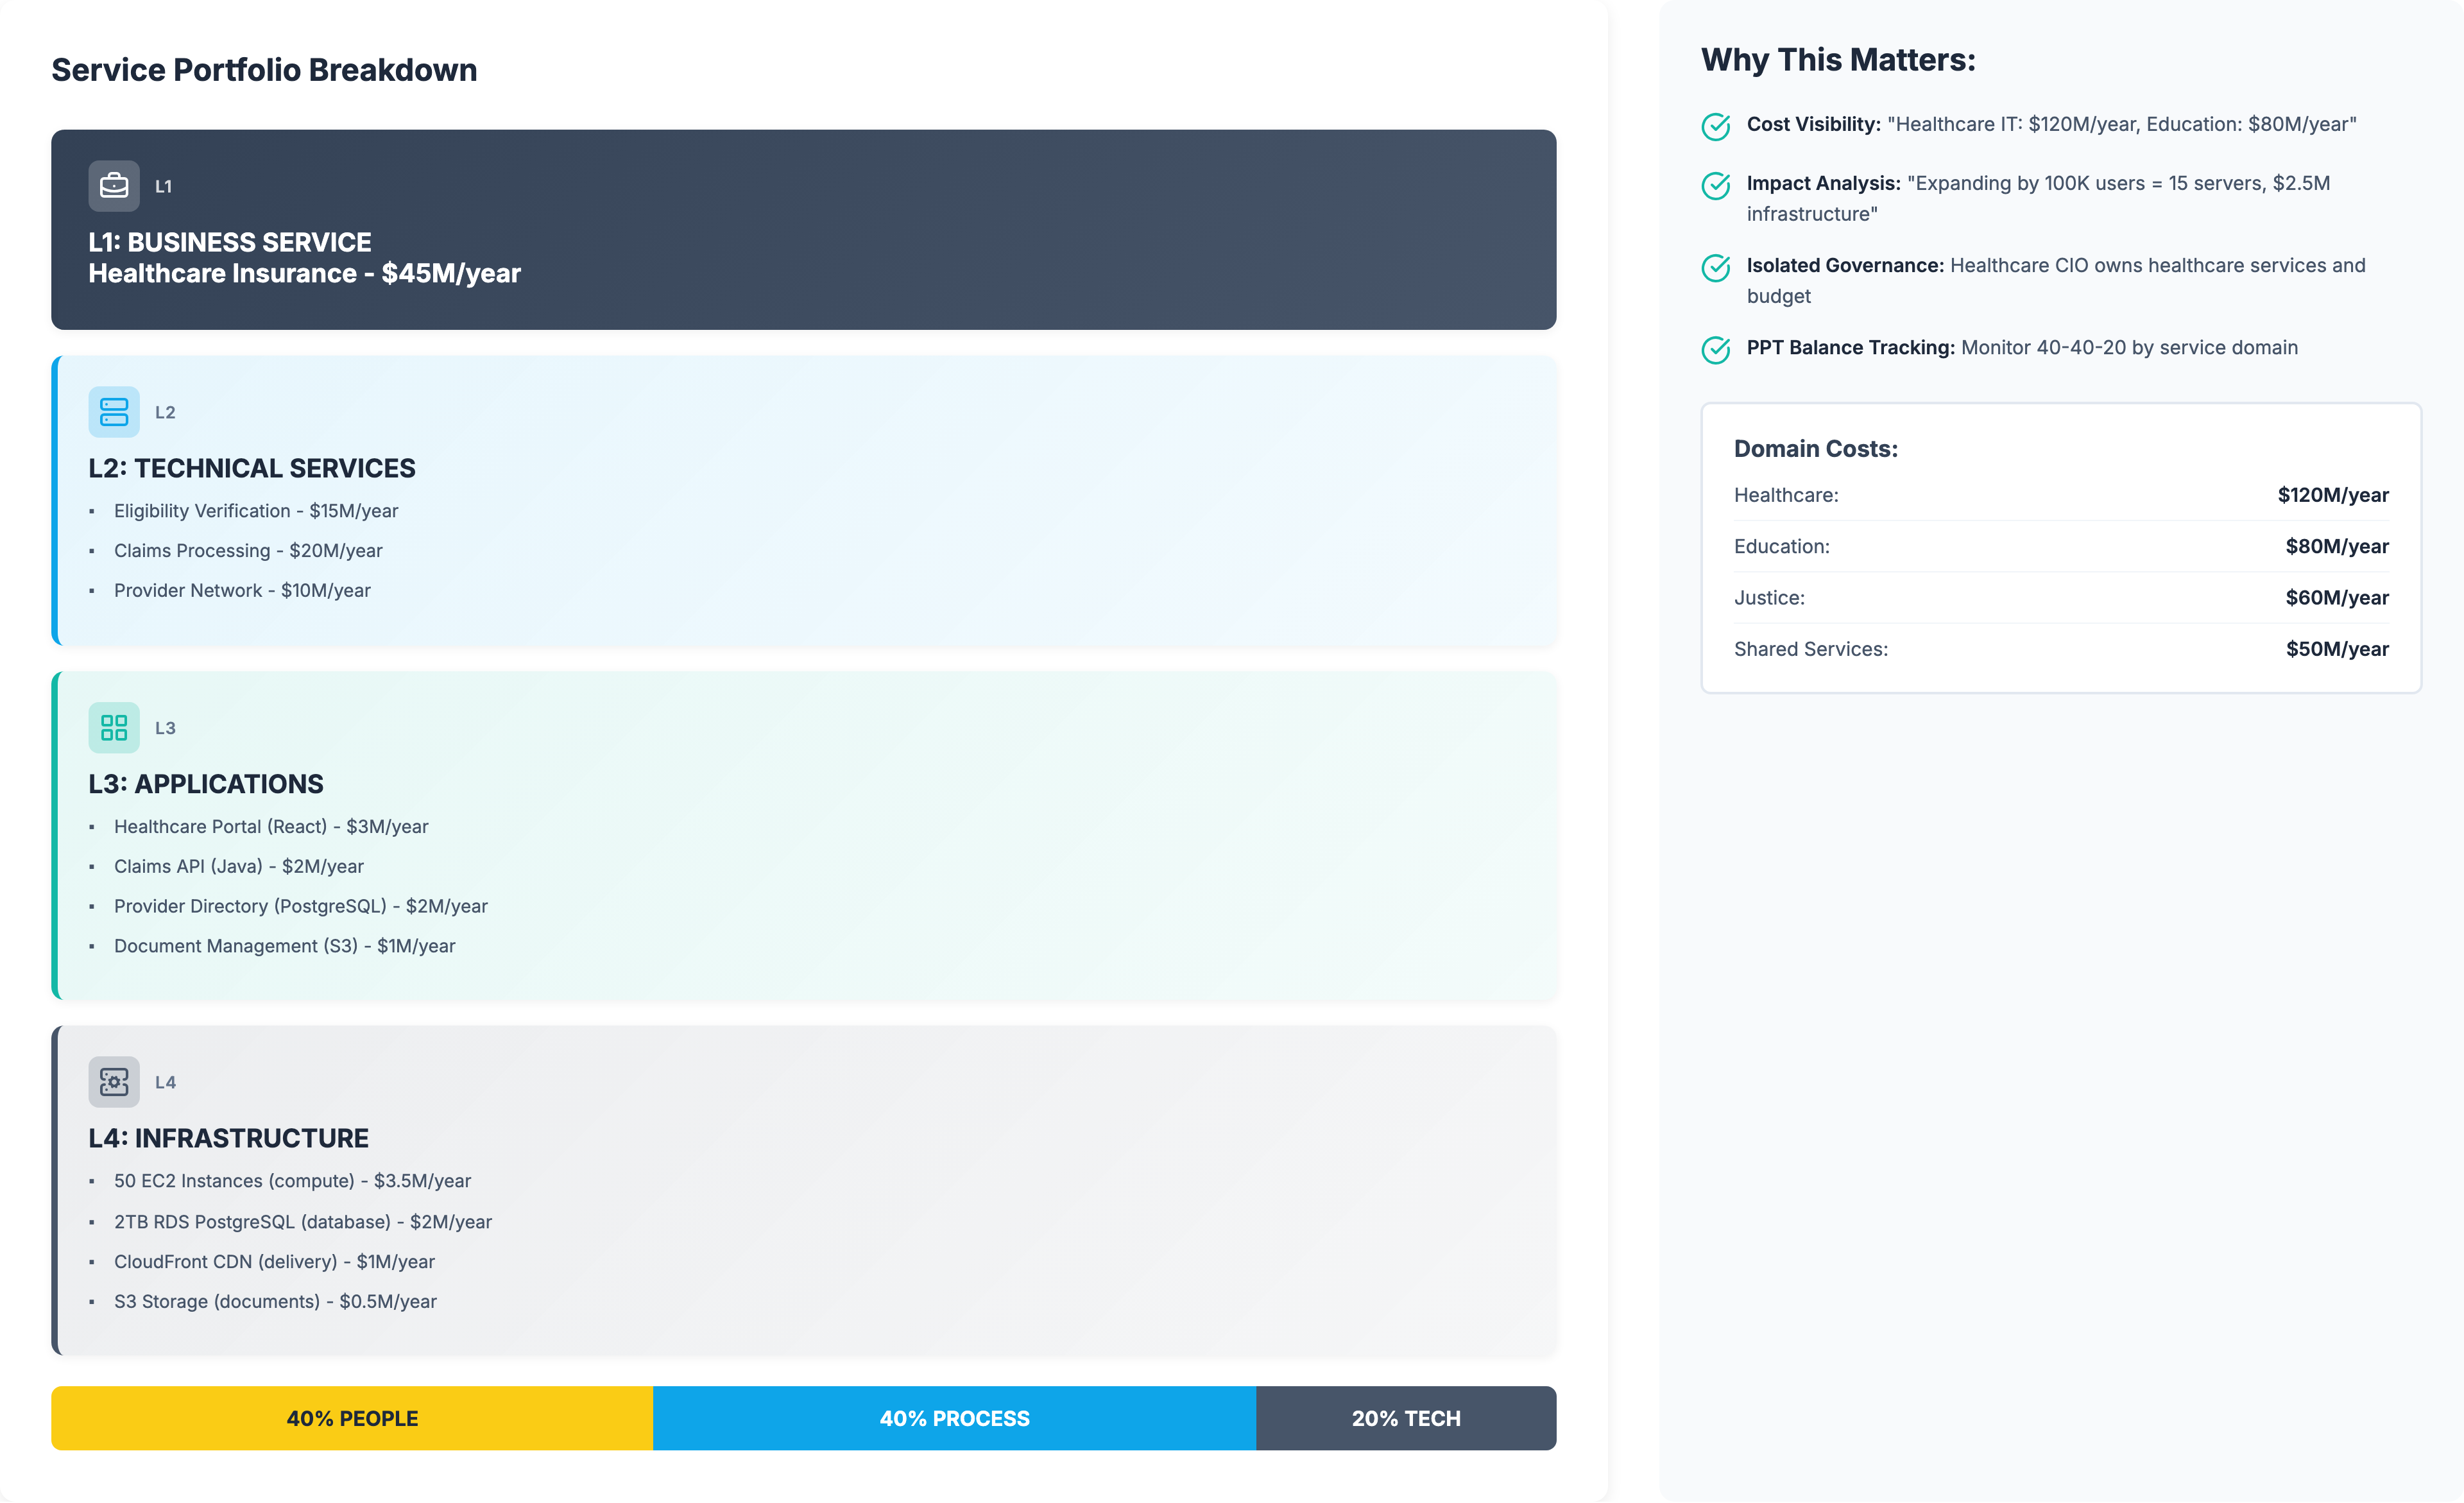 Service Portfolio Breakdown
L1
L1: BUSINESS SERVICE
Healthcare Insurance - $45M/year
L2
L2: TECHNICAL SERVICES
▪ Eligibility Verification - $15M/year
▪ Claims Processing - $20M/year
▪ Provider Network - $10M/year
L3
L3: APPLICATIONS
▪ Healthcare Portal (React) - $3M/year
▪ Claims API (Java) - $2M/year
▪ Provider Directory (PostgreSQL) - $2M/year
▪ Document Management (S3) - $1M/year
L4
L4: INFRASTRUCTURE
▪ 50 EC2 Instances (compute) - $3.5M/year
▪ 2TB RDS PostgreSQL (database) - $2M/year
▪ CloudFront CDN (delivery) - $1M/year
▪ S3 Storage (documents) - $0.5M/year
40% PEOPLE
40% PROCESS
20% TECH
Why This Matters:
Cost Visibility: "Healthcare IT: $120M/year, Education: $80M/year"
Impact Analysis: "Expanding by 100K users = 15 servers, $2.5M
infrastructure"
Isolated Governance: Healthcare CIO owns healthcare services and
budget
PPT Balance Tracking: Monitor 40-40-20 by service domain
Domain Costs:
Healthcare: $120M/year
Education: $80M/year
Justice: $60M/year
Shared Services: $50M/year